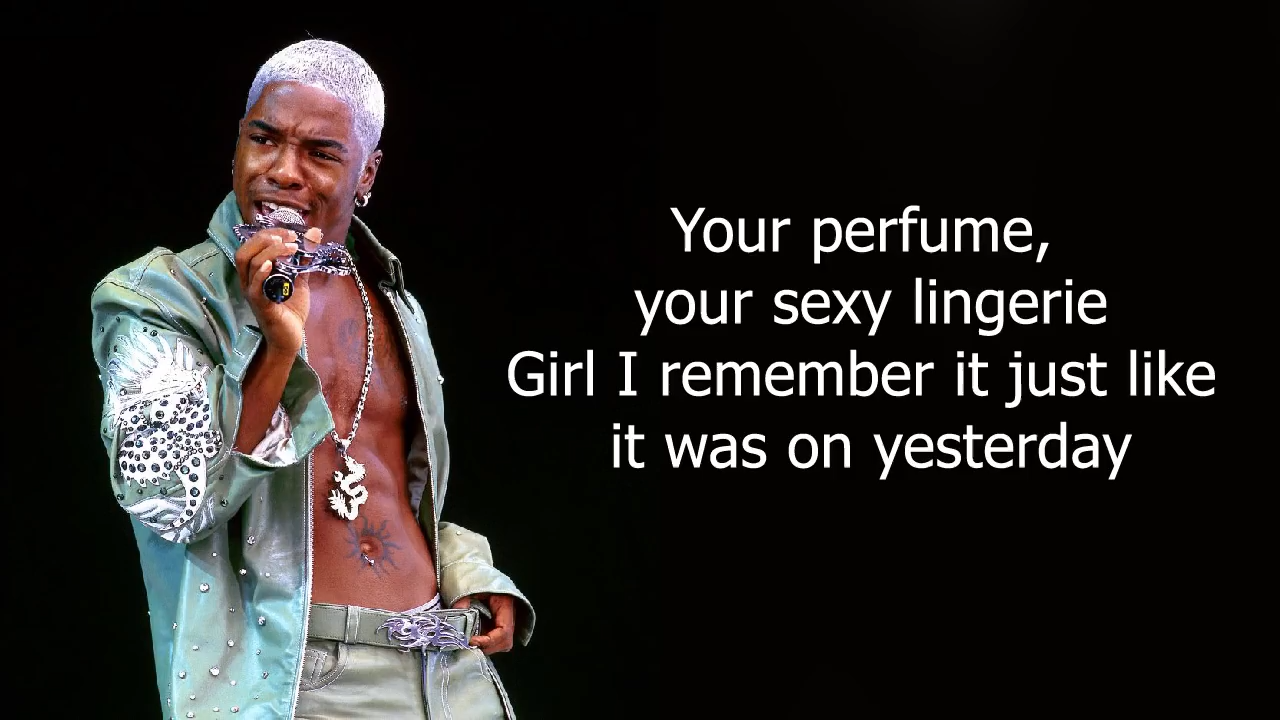 Your perfume,
your sexy lingerie
Girl I remember it just like
it was on yesterday